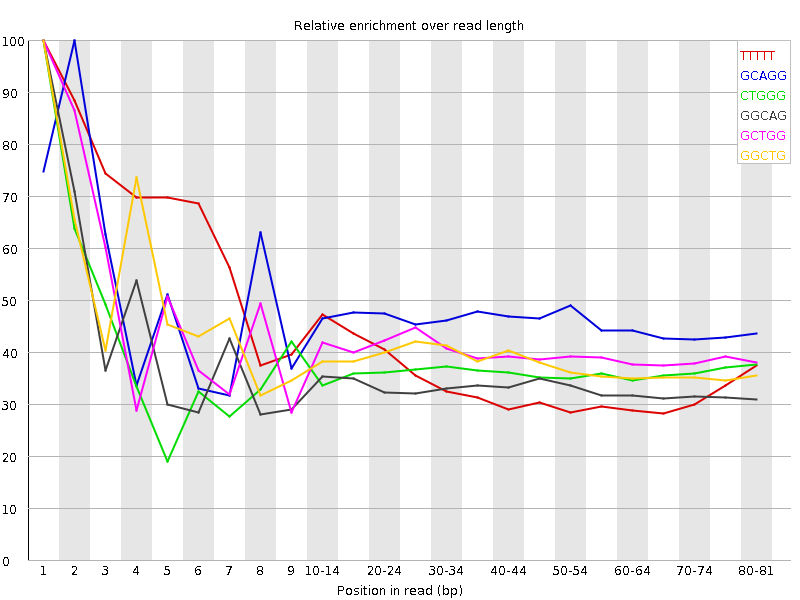 Relative enrichment over read length
100
90
80
70
60
50
40
30
20
10
0
TTTTT
GCAGG
CTGGG
GGCAG
GCTGG
GGCTG
1 2 3 4 5 6 7 8 9 10-14 20-24 30-34 40-44 50-54 60-64 70-74 80-81
Position in read (bp)